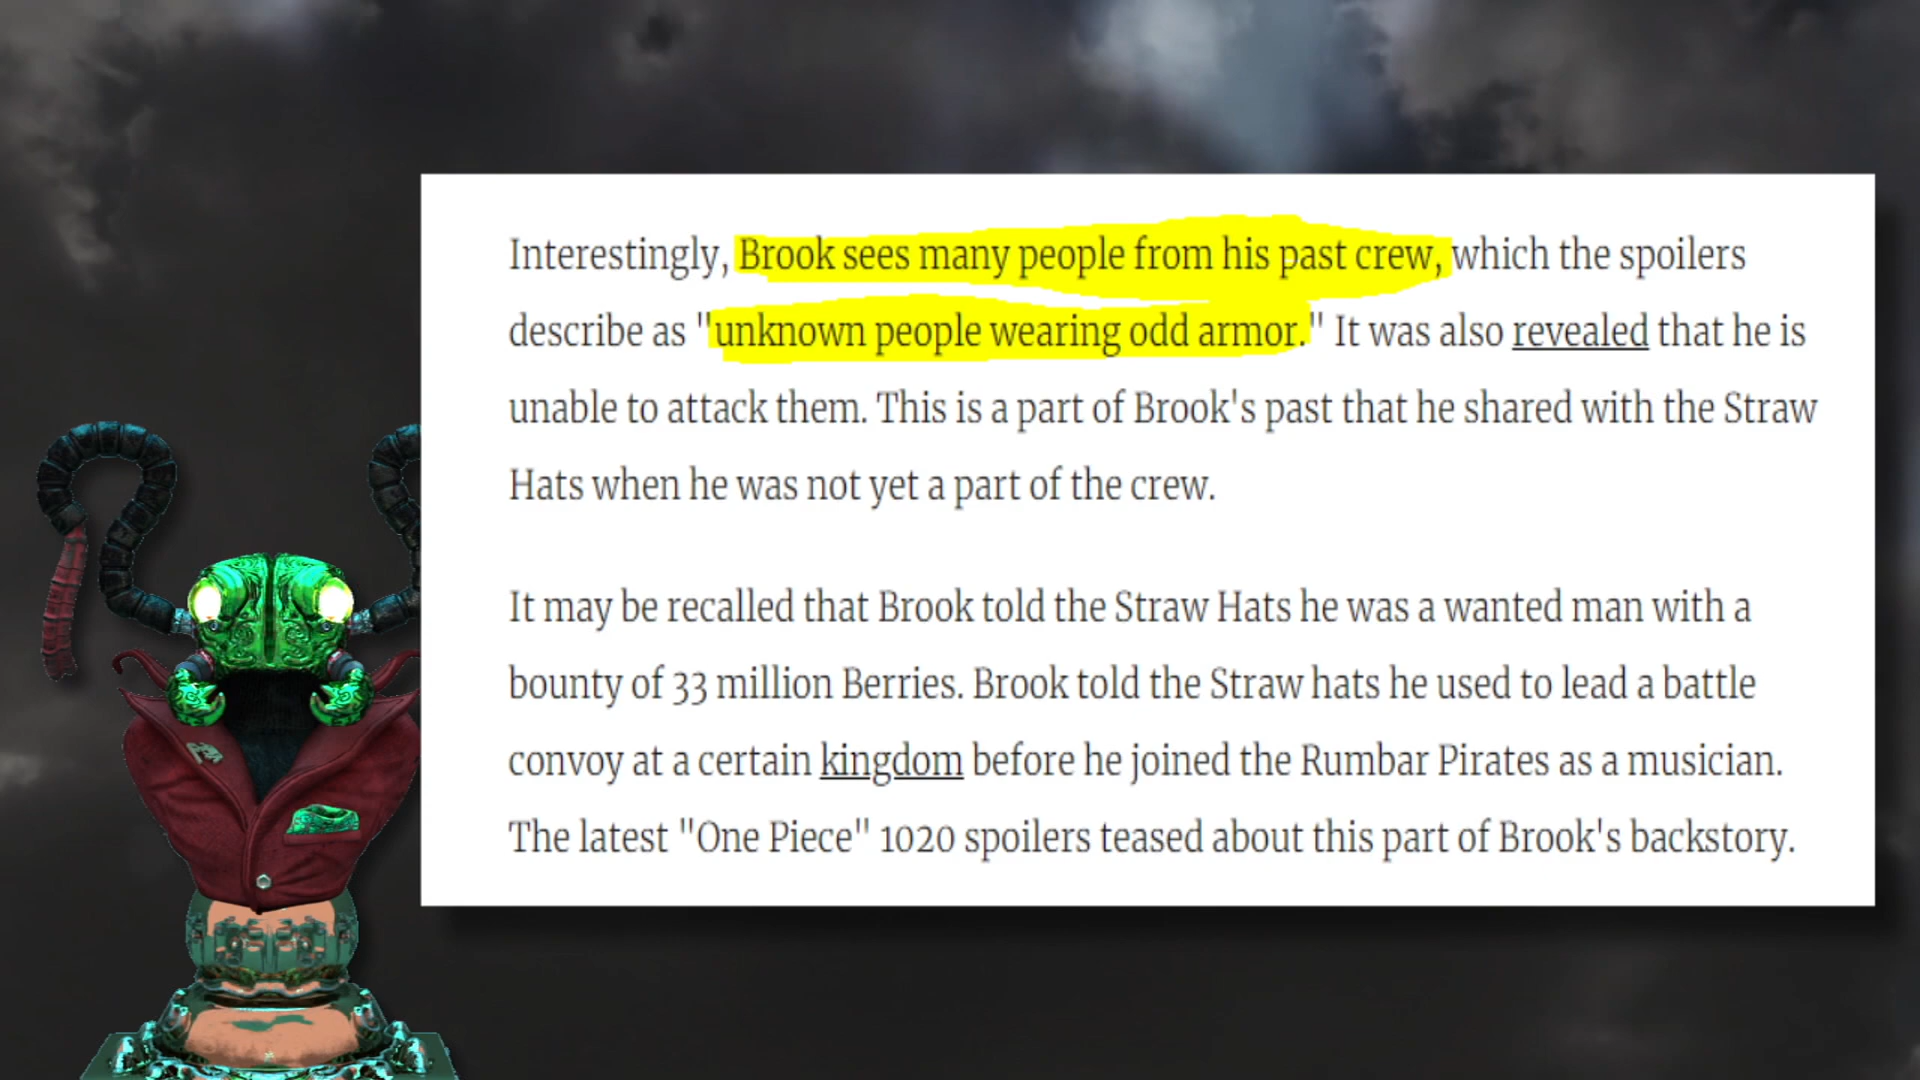 Interestingly, Brook sees many people from his past crew, which the spoilers
describe as "unknown people wearing odd armor." It was also revealed that he is
unable to attack them. This is a part of Brook's past that he shared with the Straw
Hats when he was not yet a part of the crew.
It may be recalled that Brook told the Straw Hats he was a wanted man with a
bounty of 33 million Berries. Brook told the Straw hats he used to lead a battle
convoy at a certain kingdom before he joined the Rumbar Pirates as a musician.
The latest "One Piece" 1020 spoilers teased about this part of Brook's backstory.